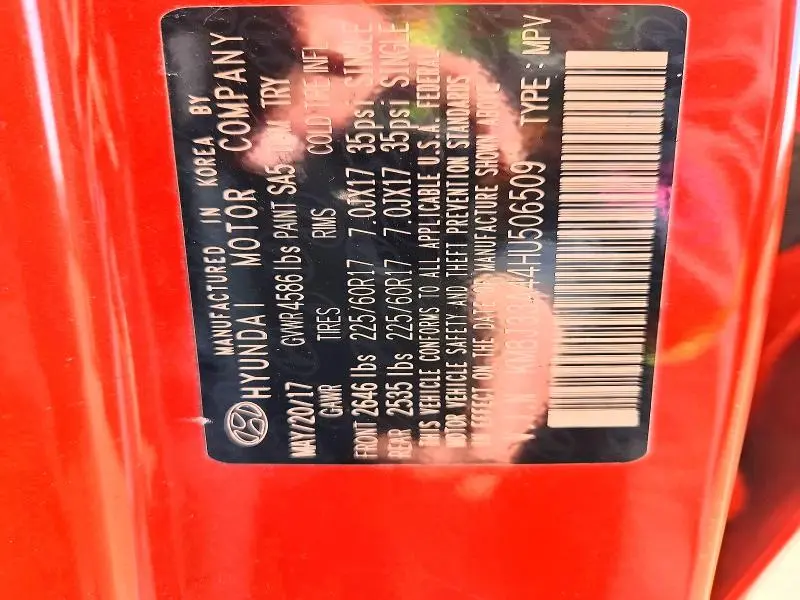 MANUFACTURED IN KOREA BY
HYUNDAI MOTOR COMPANY
MAY/20/17 GVWR 4586 lbs PAINT SA5 TRY
GAWR TIRES RIMS COLD TIRE INFL
FRONT 2646 lbs 225/60R17 7.0JX17 35psi SINGLE
REAR 2535 lbs 225/60R17 7.0JX17 35psi SINGLE
THIS VEHICLE CONFORMS TO ALL APPLICABLE U.S.A. FEDERAL
MOTOR VEHICLE SAFETY AND THEFT PREVENTION STANDARDS
IN EFFECT ON THE DATE OF MANUFACTURE SHOWN ABOVE
TYPE : MPV